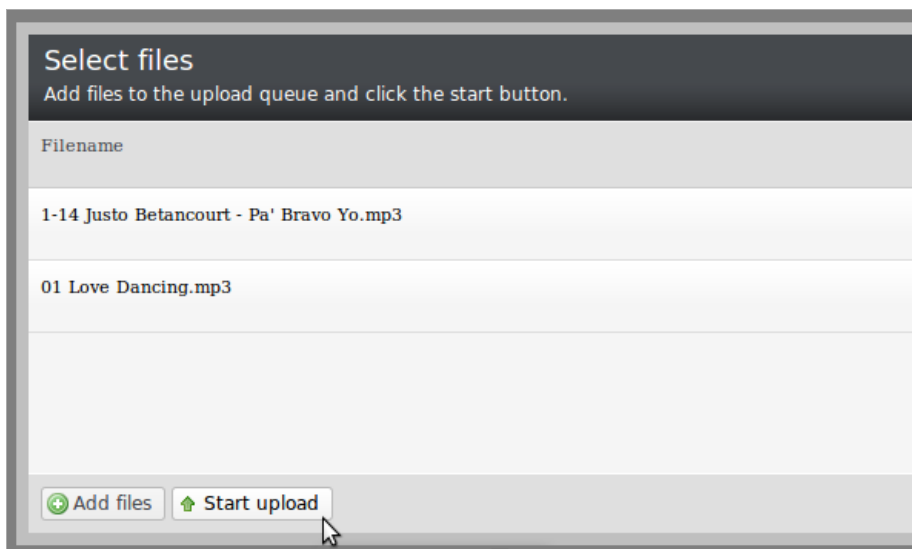 Select files
Add files to the upload queue and click the start button.
Filename
1-14 Justo Betancourt - Pa' Bravo Yo.mp3
01 Love Dancing.mp3
Add files Start upload